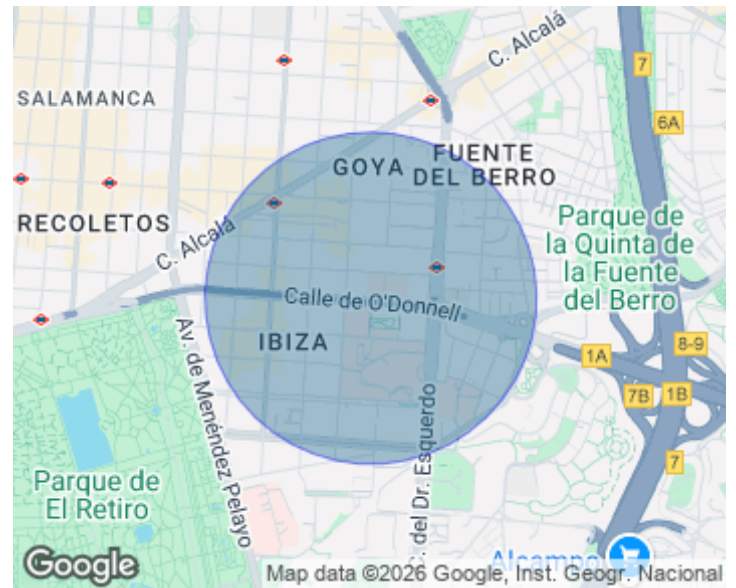 C. Alcalá
7
SALAMANCA
6A
GOYA
FUENTE
DEL BERRO
RECOLETOS
C. Alcalá
Parque de
la Quinta de
la Fuente
del Berro
Calle de O'Donnell
IBIZA
Av. de Menéndez Pelayo
1A
8-9
7B
1B
C. del Dr. Esquerdo
7
Parque de
El Retiro
Alcampo
Google
Map data ©2026 Google, Inst. Geogr. Nacional